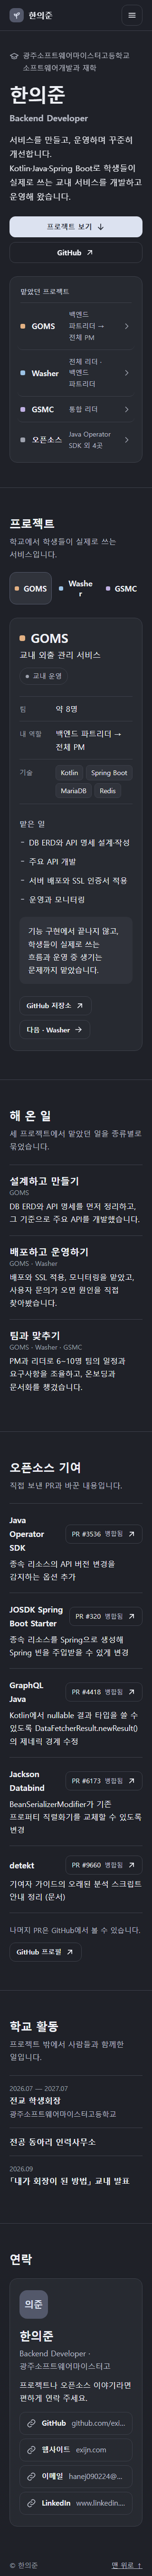 한의준
광주소프트웨어마이스터고등학교
소프트웨어개발과 재학
한의준
Backend Developer
서비스를 만들고, 운영하며 꾸준히
개선합니다.
Kotlin·Java·Spring Boot로 학생들이
실제로 쓰는 교내 서비스를 개발하고
운영해 왔습니다.
프로젝트 보기 ↓
GitHub ↗
맡았던 프로젝트
GOMS 백엔드
파트리더 →
전체 PM
Washer 전체 리더 ·
백엔드
파트리더
GSMC 통합 리더
오픈소스 Java Operator
SDK 외 4곳
프로젝트
학교에서 학생들이 실제로 쓰는
서비스입니다.
GOMS
Washe
r
GSMC
GOMS
교내 외출 관리 서비스
교내 운영
팀 약 8명
내 역할 백엔드 파트리더 →
전체 PM
기술 Kotlin Spring Boot
MariaDB Redis
맡은 일
- DB ERD와 API 명세 설계·작성
- 주요 API 개발
- 서버 배포와 SSL 인증서 적용
- 운영과 모니터링
기능 구현에서 끝나지 않고,
학생들이 실제로 쓰는
흐름과 운영 중 생기는
문제까지 맡았습니다.
GitHub 저장소 ↗
다음 · Washer →
해 온 일
세 프로젝트에서 맡았던 일을 종류별로
묶었습니다.
설계하고 만들기
GOMS
DB ERD와 API 명세를 먼저 정리하고,
그 기준으로 주요 API를 개발했습니다.
배포하고 운영하기
GOMS · Washer
배포와 SSL 적용, 모니터링을 맡았고,
사용자 문의가 오면 원인을 직접
찾아봤습니다.
팀과 맞추기
GOMS · Washer · GSMC
PM과 리더로 6~10명 팀의 일정과
요구사항을 조율하고, 온보딩과
문서화를 챙겼습니다.
오픈소스 기여
직접 보낸 PR과 바꾼 내용입니다.
Java
Operator
SDK
PR #3536 병합됨 ↗
종속 리소스의 API 버전 변경을
감지하는 옵션 추가
JOSDK Spring
Boot Starter
PR #320 병합됨 ↗
종속 리소스를 Spring으로 생성해
Spring 빈을 주입받을 수 있게 변경
GraphQL
Java
PR #4418 병합됨 ↗
Kotlin에서 nullable 결과 타입을 쓸 수
있도록 DataFetcherResult.newResult()
의 제네릭 경계 수정
Jackson
Databind
PR #6173 병합됨 ↗
BeanSerializerModifier가 기존
프로퍼티 직렬화기를 교체할 수 있도록
변경
detekt
PR #9660 병합됨 ↗
기여자 가이드의 오래된 분석 스크립트
안내 정리 (문서)
나머지 PR은 GitHub에서 볼 수 있습니다.
GitHub 프로필 ↗
학교 활동
프로젝트 밖에서 사람들과 함께한
일입니다.
2026.07 — 2027.07
전교 학생회장
광주소프트웨어마이스터고등학교
전공 동아리 인력사무소
2026.09
「내가 회장이 된 방법」 교내 발표
연락
의준
한의준
Backend Developer ·
광주소프트웨어마이스터고
프로젝트나 오픈소스 이야기라면
편하게 연락 주세요.
GitHub github.com/exi…
웹사이트 exijn.com
이메일 hanej090224@…
LinkedIn www.linkedin.…
© 한의준 맨 위로 ↑